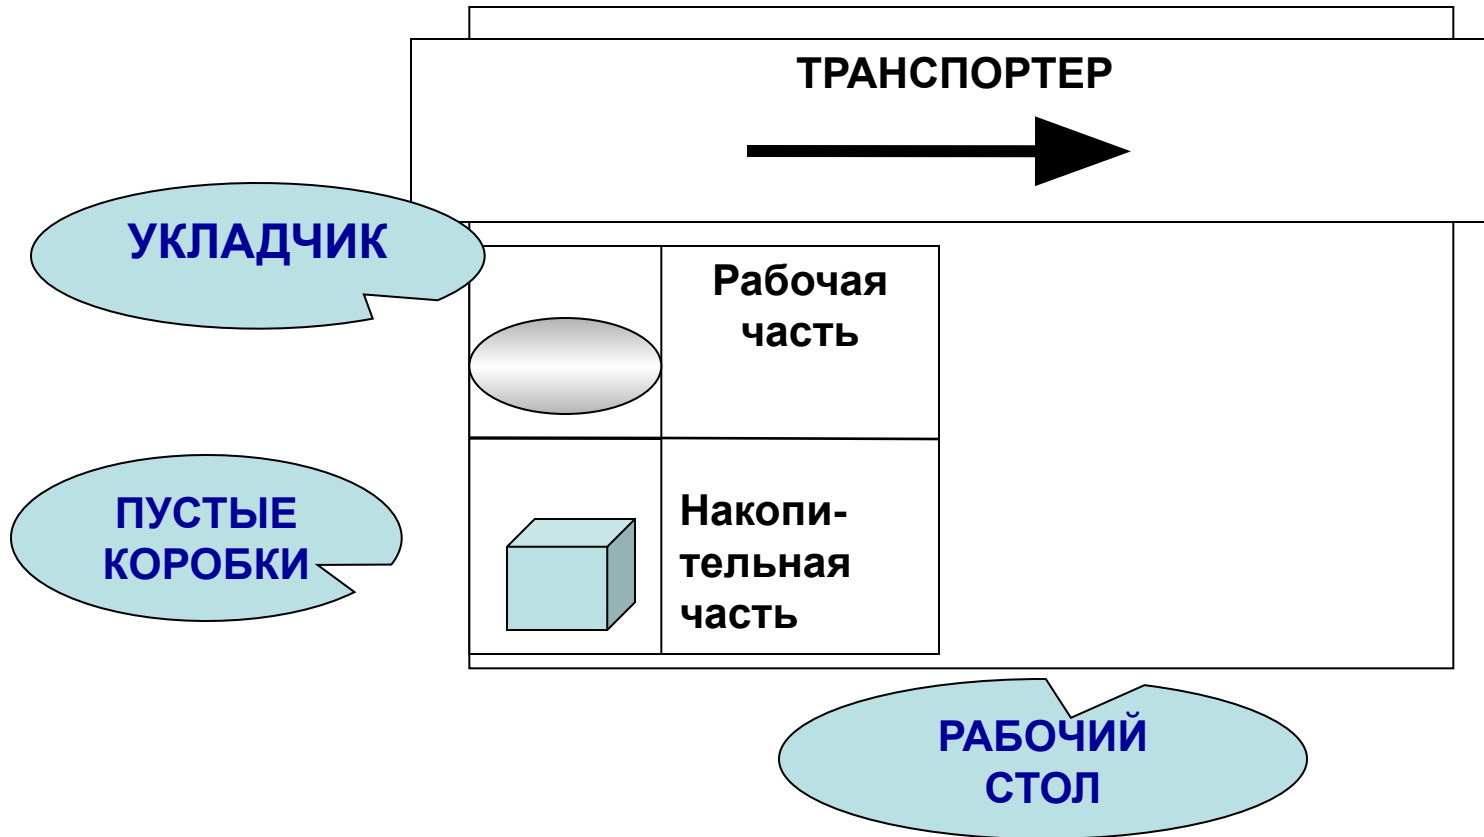 ТРАНСПОРТЕР
УКЛАДЧИК
Рабочая
часть
ПУСТЫЕ
КОРОБКИ
Накопи-
тельная
часть
РАБОЧИЙ
СТОЛ